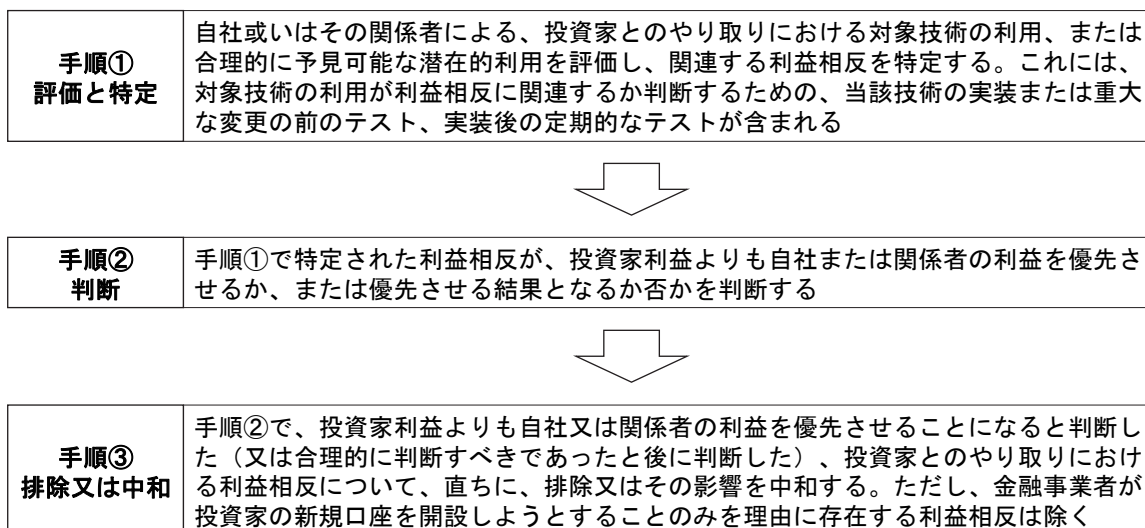 手順①
評価と特定
自社或いはその関係者による、投資家とのやり取りにおける対象技術の利用、または
合理的に予見可能な潜在的利用を評価し、関連する利益相反を特定する。これには、
対象技術の利用が利益相反に関連するか判断するための、当該技術の実装または重大
な変更の前のテスト、実装後の定期的なテストが含まれる
手順②
判断
手順①で特定された利益相反が、投資家利益よりも自社または関係者の利益を優先さ
せるか、または優先させる結果となるか否かを判断する
手順③
排除又は中和
手順②で、投資家利益よりも自社又は関係者の利益を優先させることになると判断し
た（又は合理的に判断すべきであったと後に判断した）、投資家とのやり取りにおけ
る利益相反について、直ちに、排除又はその影響を中和する。ただし、金融事業者が
投資家の新規口座を開設しようとすることのみを理由に存在する利益相反は除く